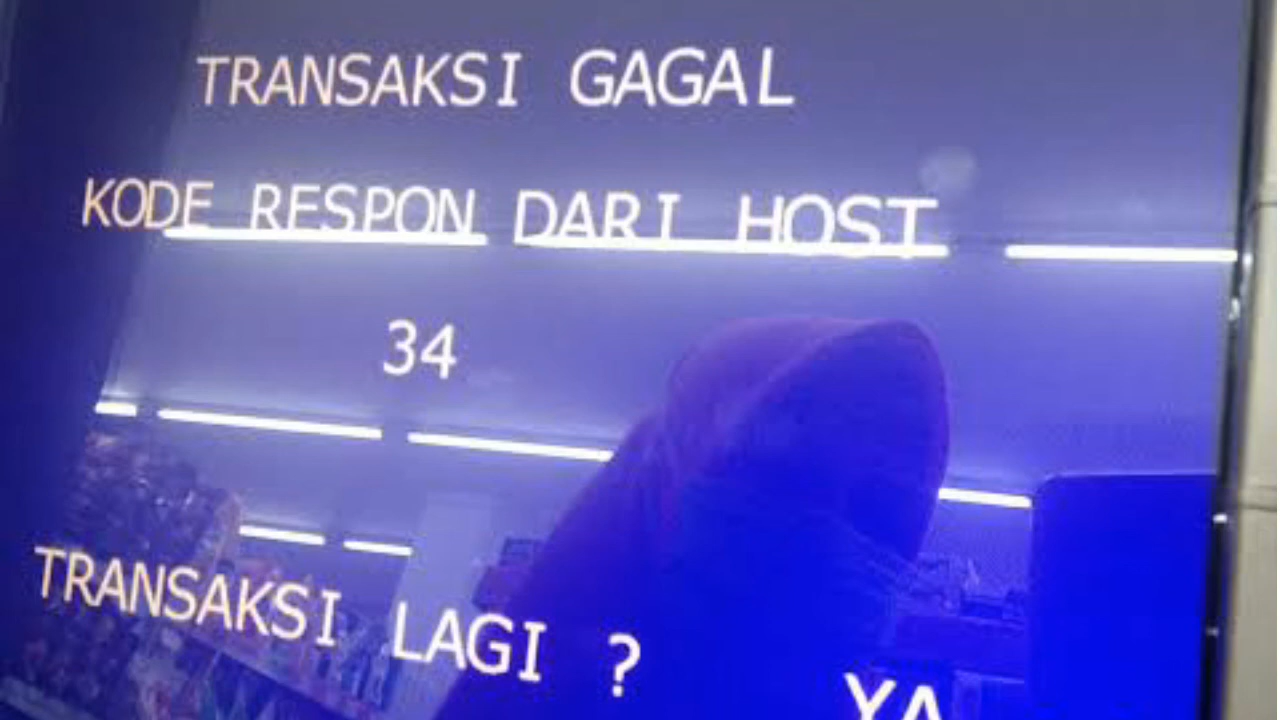 TRANSAKSI GAGAL
KODE RESPON DARI HOST
34
TRANSAKSI LAGI ?
YA